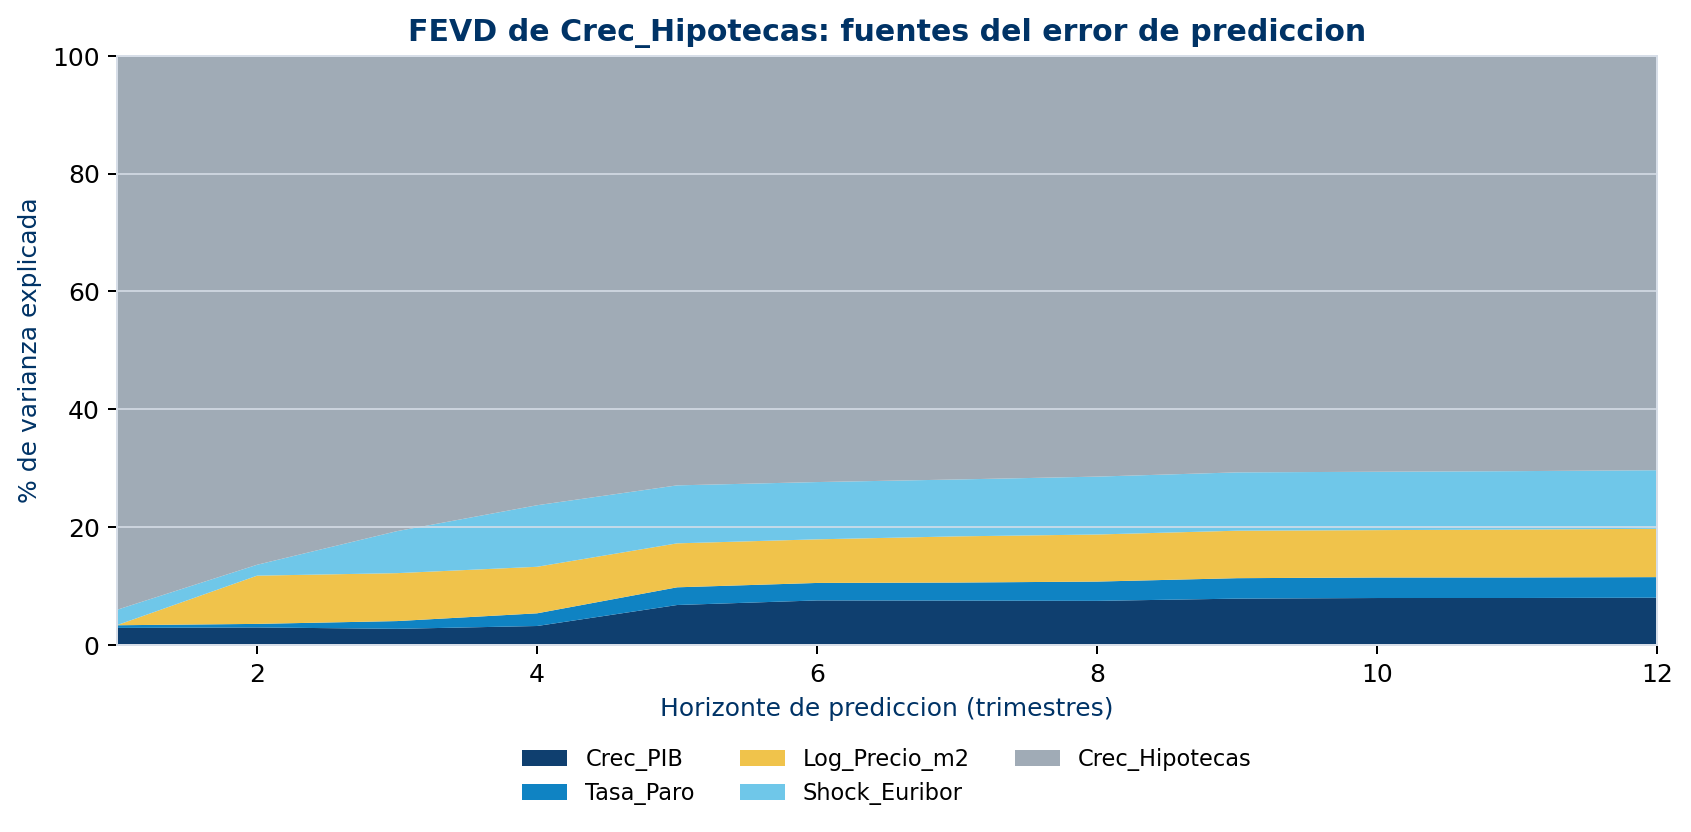 FEVD de Crec_Hipotecas: fuentes del error de prediccion
% de varianza explicada
100
80
60
40
20
0
2 4 6 8 10 12
Horizonte de prediccion (trimestres)
Crec_PIB Log_Precio_m2 Crec_Hipotecas
Tasa_Paro Shock_Euribor